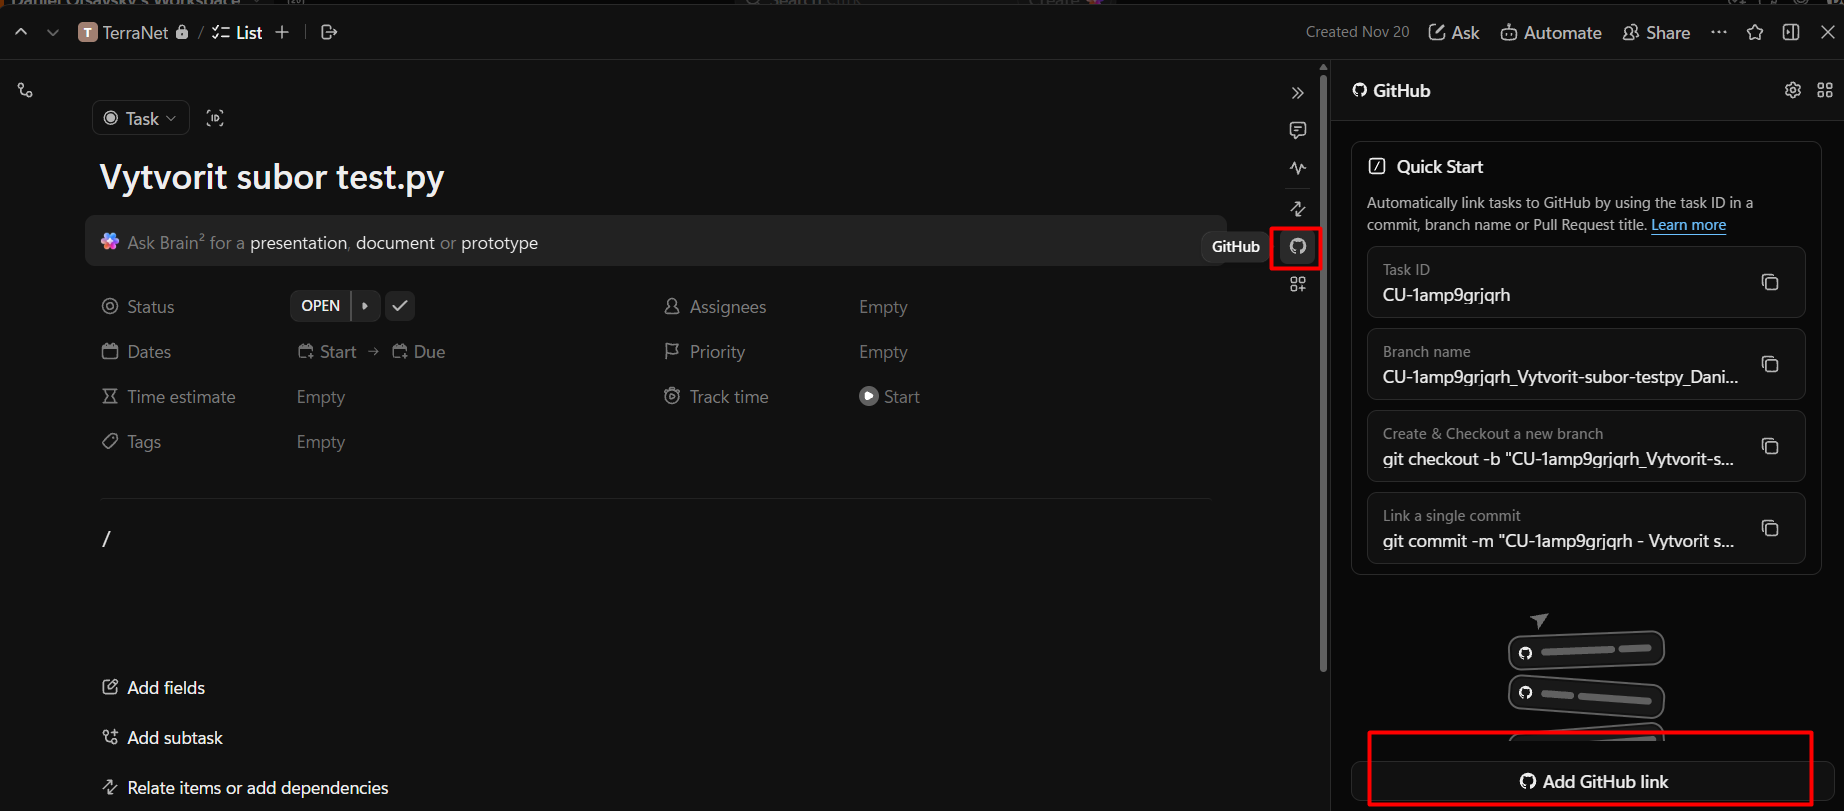 TerraNet / List
Created Nov 20
Ask
Automate
Share
Task
ID
Vytvorit subor test.py
Ask Brain² for a presentation, document or prototype
GitHub
Status
OPEN
Assignees
Empty
Dates
Start → Due
Priority
Empty
Time estimate
Empty
Track time
Start
Tags
Empty
/
Add fields
Add subtask
Relate items or add dependencies
GitHub
Quick Start
Automatically link tasks to GitHub by using the task ID in a
commit, branch name or Pull Request title. Learn more
Task ID
CU-1amp9grjqrh
Branch name
CU-1amp9grjqrh_Vytvorit-subor-testpy_Dani...
Create & Checkout a new branch
git checkout -b "CU-1amp9grjqrh_Vytvorit-s...
Link a single commit
git commit -m "CU-1amp9grjqrh - Vytvorit s...
Add GitHub link